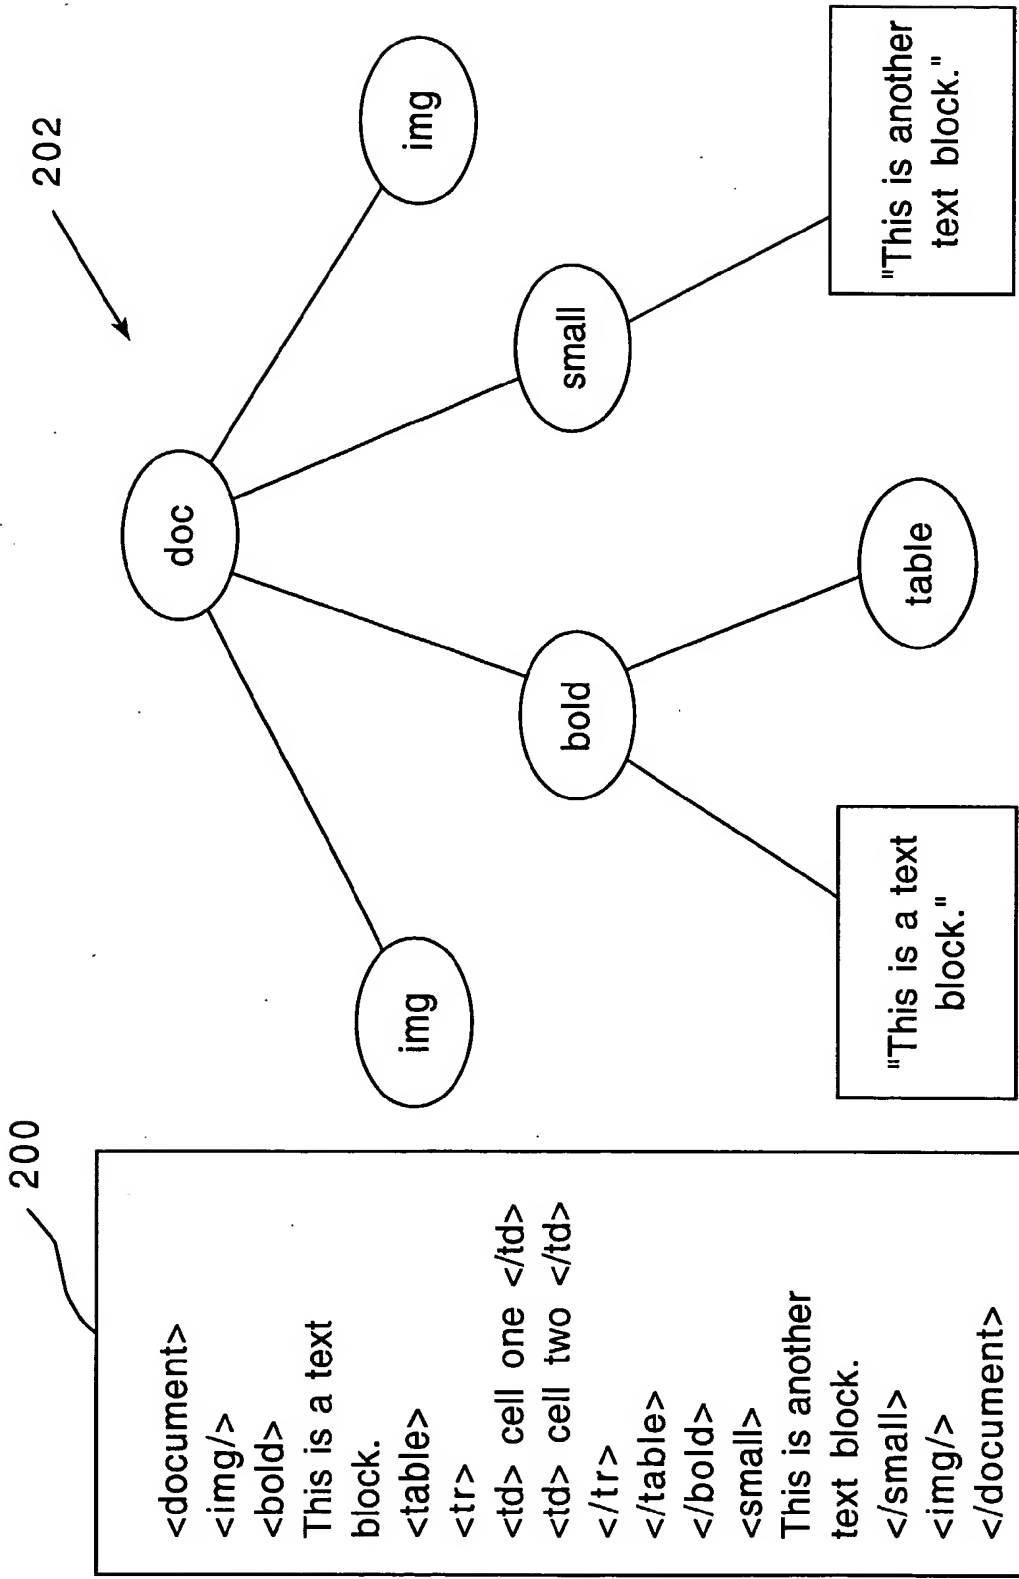 200
<document>
<img/>
<bold>
This is a text
block.
<table>
<tr>
<td> cell one </td>
<td> cell two </td>
</tr>
</table>
</bold>
<small>
This is another
text block.
</small>
<img/>
</document>
202
doc
img
bold
small
img
"This is a text
block."
table
"This is another
text block."